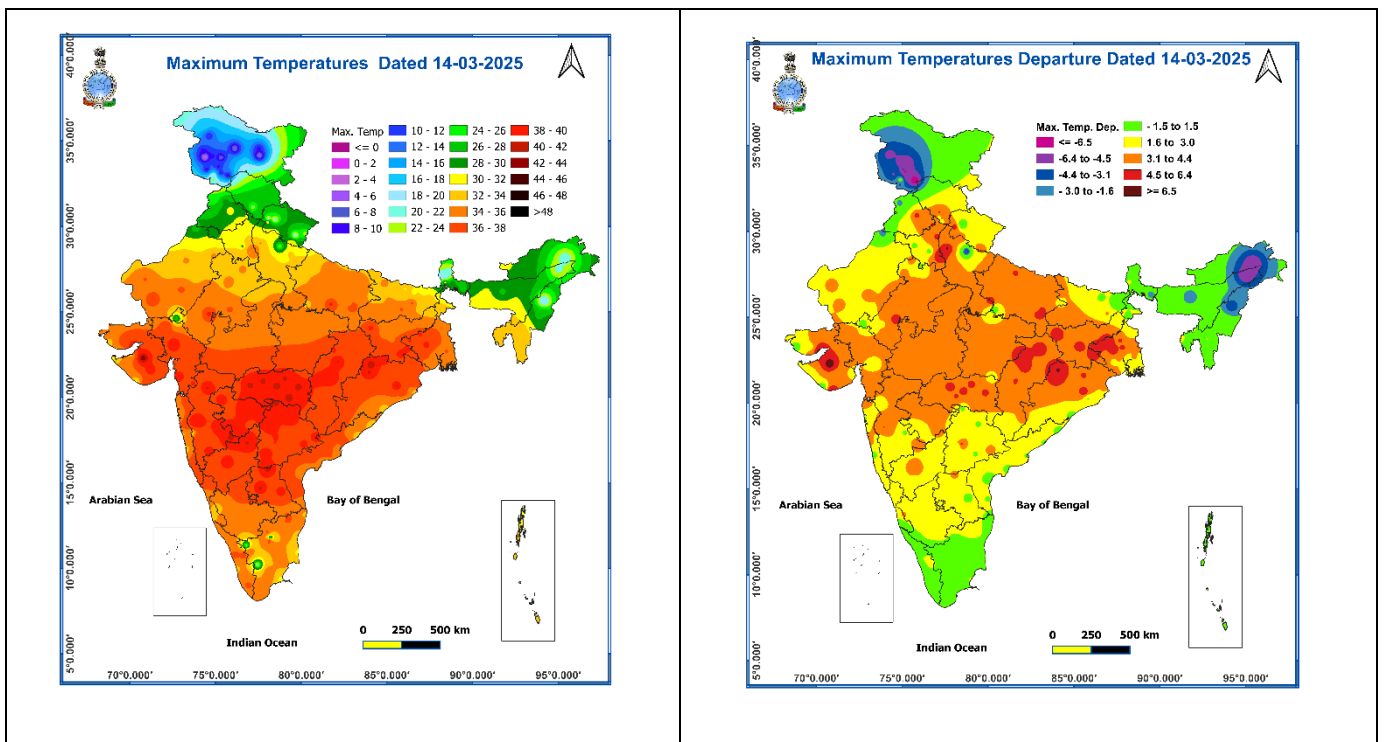 Maximum Temperatures Dated 14-03-2025
Max. Temp
<= 0
0 - 2
2 - 4
4 - 6
6 - 8
8 - 10
10 - 12
12 - 14
14 - 16
16 - 18
18 - 20
20 - 22
22 - 24
24 - 26
26 - 28
28 - 30
30 - 32
32 - 34
34 - 36
36 - 38
38 - 40
40 - 42
42 - 44
44 - 46
46 - 48
>48
40°0.000'
35°0.000'
30°0.000'
25°0.000'
20°0.000'
15°0.000'
10°0.000'
5°0.000'
Arabian Sea
Bay of Bengal
Indian Ocean
0 250 500 km
70°0.000' 75°0.000' 80°0.000' 85°0.000' 90°0.000' 95°0.000'
Maximum Temperatures Departure Dated 14-03-2025
Max. Temp. Dep.
<= -6.5
-6.4 to -4.5
-4.4 to -3.1
- 3.0 to -1.6
- 1.5 to 1.5
1.6 to 3.0
3.1 to 4.4
4.5 to 6.4
>= 6.5
40°0.000'
35°0.000'
30°0.000'
25°0.000'
20°0.000'
15°0.000'
10°0.000'
5°0.000'
Arabian Sea
Bay of Bengal
Indian Ocean
0 250 500 km
70°0.000' 75°0.000' 80°0.000' 85°0.000' 90°0.000' 95°0.000'